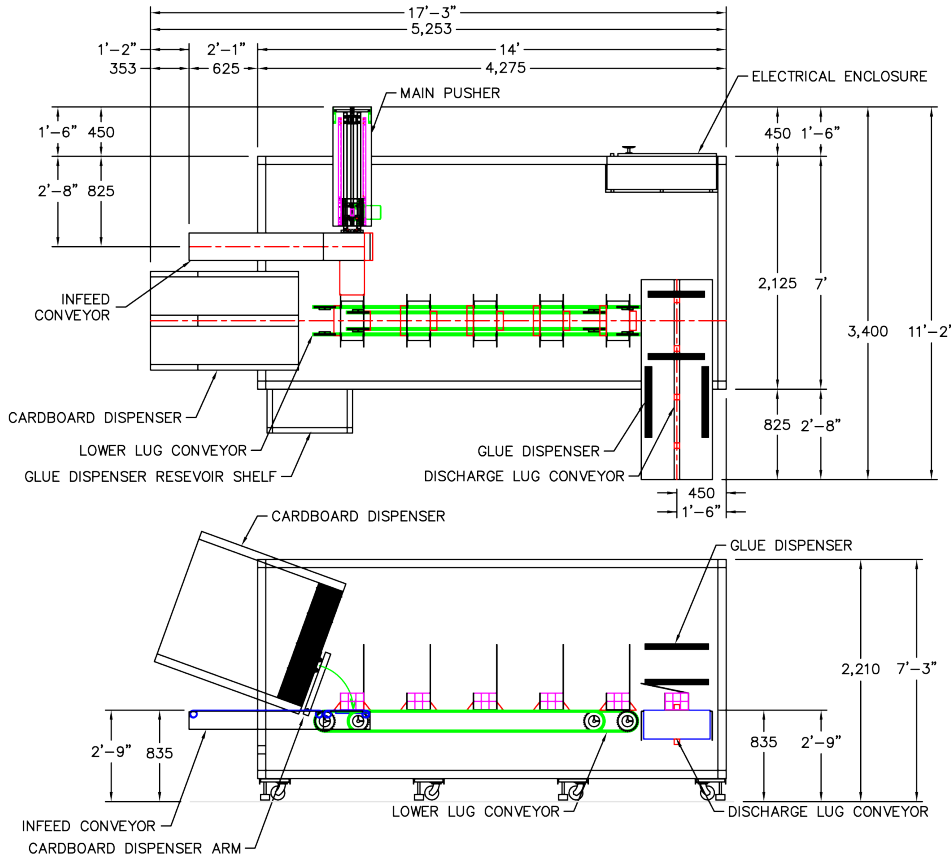 17'-3"
5,253
1'-2"
2'-1"
14'
353
625
4,275
ELECTRICAL ENCLOSURE
MAIN PUSHER
1'-6"
450
450
1'-6"
2'-8"
825
INFEED
CONVEYOR
2,125
7'
3,400
11'-2"
CARDBOARD DISPENSER
LOWER LUG CONVEYOR
GLUE DISPENSER
825
2'-8"
GLUE DISPENSER RESEVOIR SHELF
DISCHARGE LUG CONVEYOR
450
1'-6"
CARDBOARD DISPENSER
GLUE DISPENSER
2,210
7'-3"
2'-9"
835
835
2'-9"
LOWER LUG CONVEYOR
DISCHARGE LUG CONVEYOR
INFEED CONVEYOR
CARDBOARD DISPENSER ARM